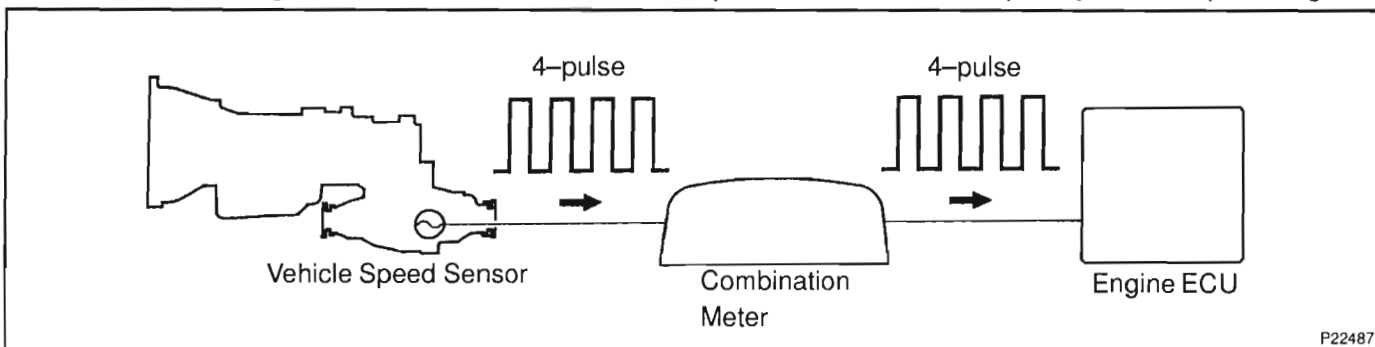 4–pulse
4–pulse
Vehicle Speed Sensor
Combination
Meter
Engine ECU
P22487